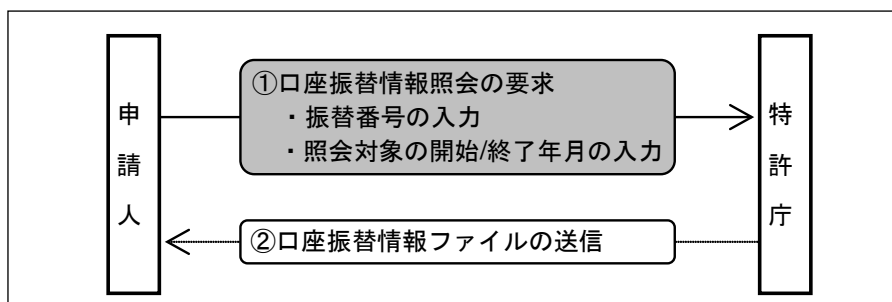 申請人
①口座振替情報照会の要求
・振替番号の入力
・照会対象の開始/終了年月の入力
②口座振替情報ファイルの送信
特許庁